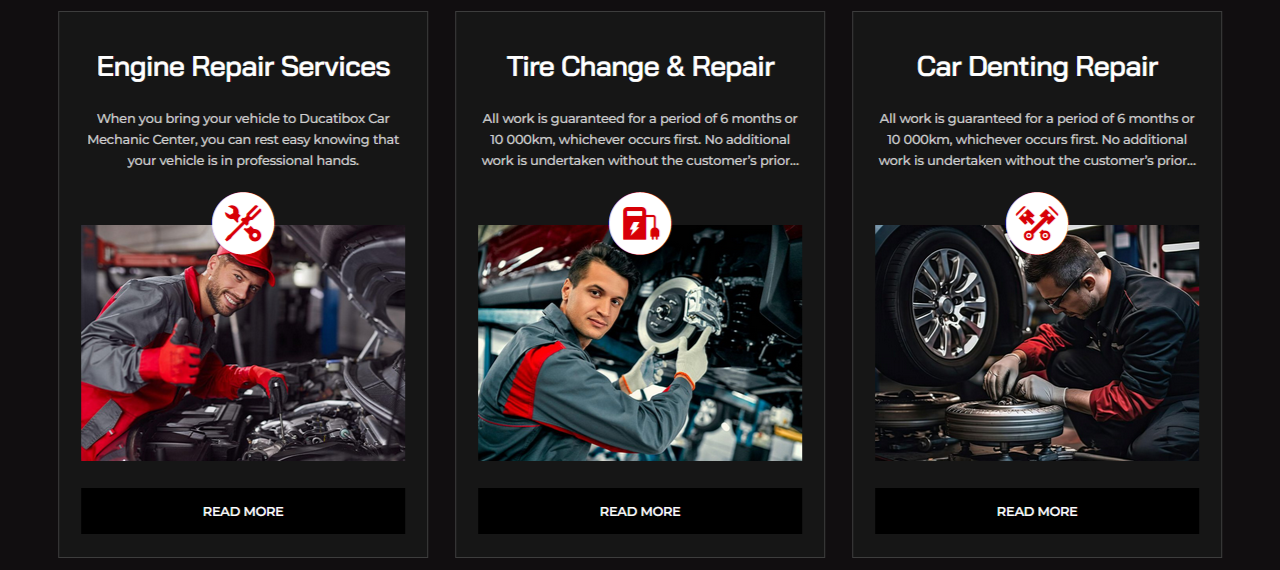 Engine Repair Services
When you bring your vehicle to Ducatibox Car
Mechanic Center, you can rest easy knowing that
your vehicle is in professional hands.
READ MORE
Tire Change & Repair
All work is guaranteed for a period of 6 months or
10 000km, whichever occurs first. No additional
work is undertaken without the customer’s prior...
READ MORE
Car Denting Repair
All work is guaranteed for a period of 6 months or
10 000km, whichever occurs first. No additional
work is undertaken without the customer’s prior...
READ MORE